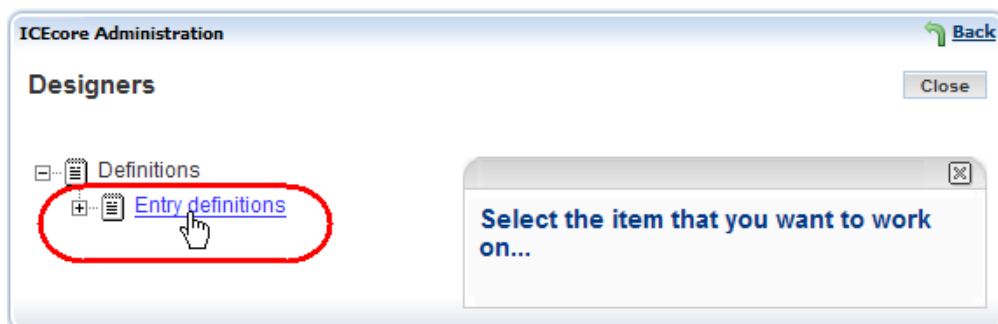 ICEcore Administration
Back
Designers
Close
Definitions
Entry definitions
Select the item that you want to work
on...